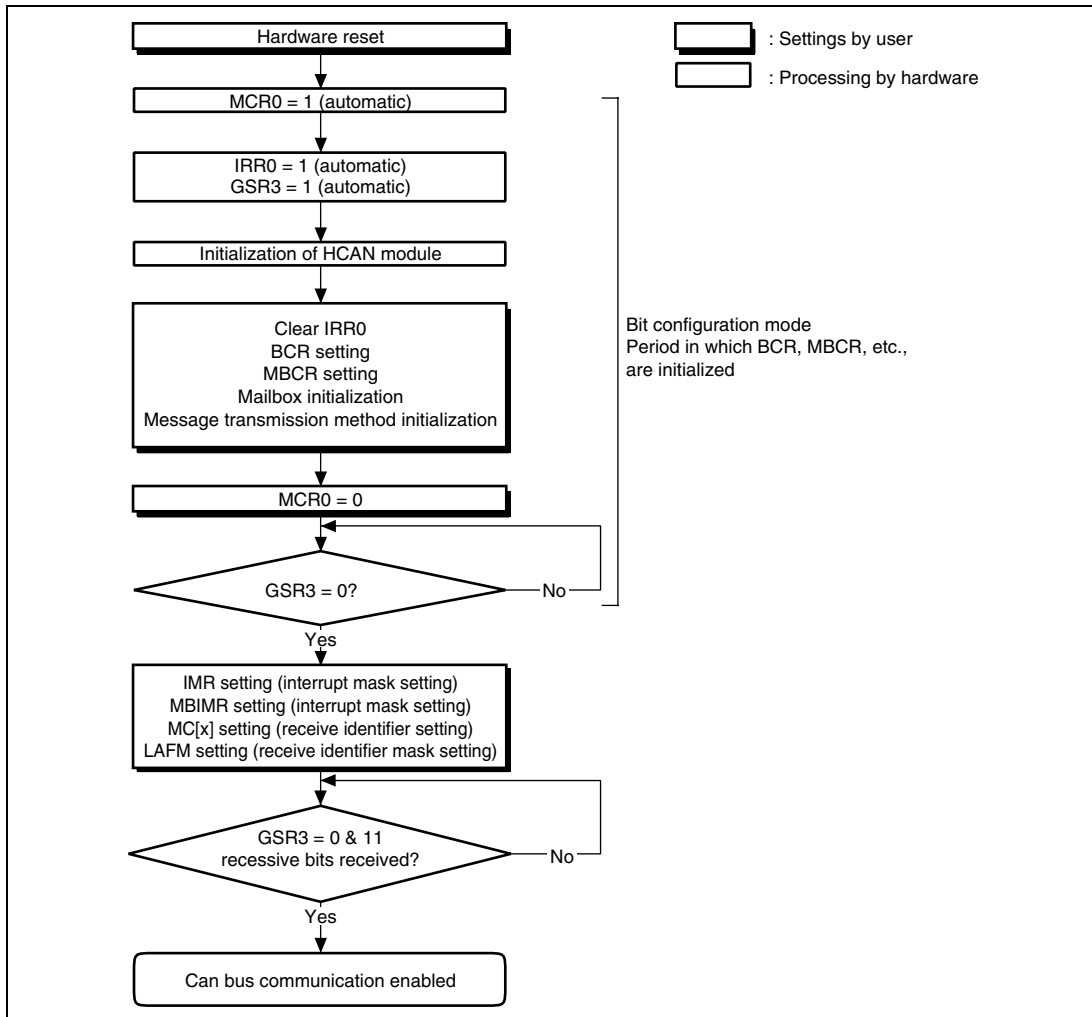 Hardware reset
: Settings by user
: Processing by hardware
MCR0 = 1 (automatic)
IRR0 = 1 (automatic)
GSR3 = 1 (automatic)
Initialization of HCAN module
Clear IRR0
BCR setting
MBCR setting
Mailbox initialization
Message transmission method initialization
Bit configuration mode
Period in which BCR, MBCR, etc.,
are initialized
MCR0 = 0
GSR3 = 0?
No
Yes
IMR setting (interrupt mask setting)
MBIMR setting (interrupt mask setting)
MC[x] setting (receive identifier setting)
LAFM setting (receive identifier mask setting)
GSR3 = 0 & 11
recessive bits received?
No
Yes
Can bus communication enabled